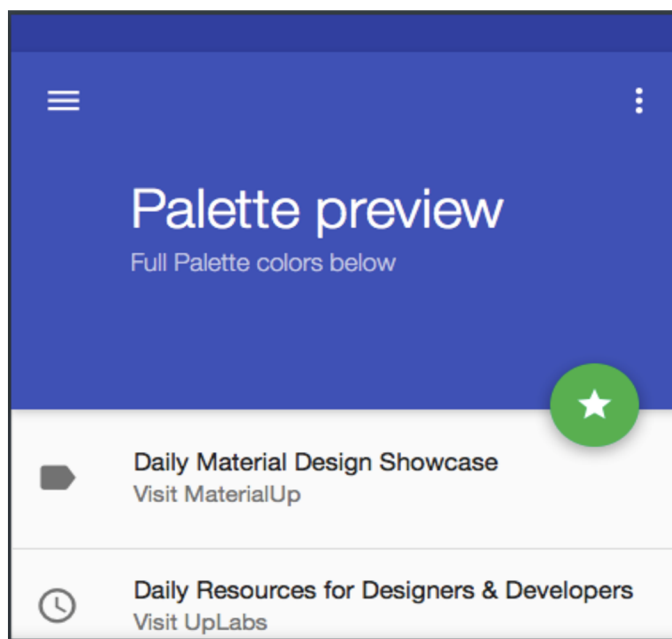 Palette preview
Full Palette colors below
Daily Material Design Showcase
Visit MaterialUp
Daily Resources for Designers & Developers
Visit UpLabs